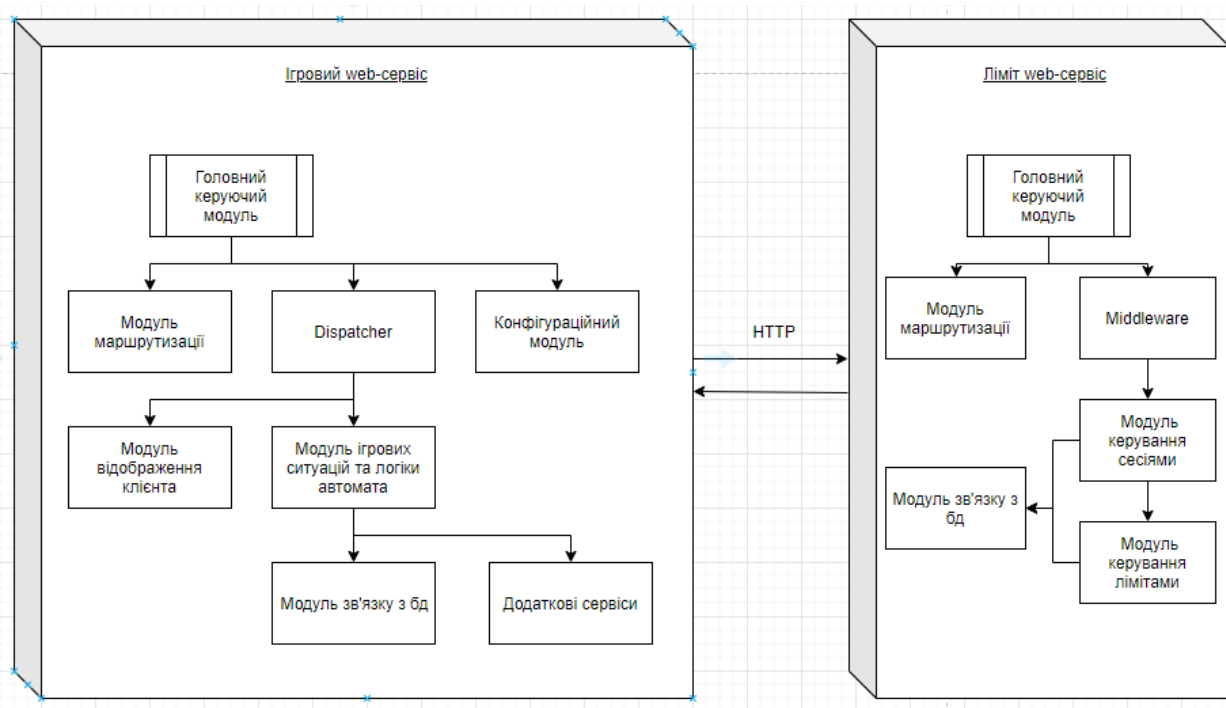 Ігровий web-сервіс
Головний
керуючий
модуль
Модуль
маршрутизації
Dispatcher
Конфігураційний
модуль
Модуль
відображення
клієнта
Модуль ігрових
ситуацій та логіки
автомата
Модуль зв'язку з бд
Додаткові сервіси
HTTP
Ліміт web-сервіс
Головний
керуючий
модуль
Модуль
маршрутизації
Middleware
Модуль
керування
сесіями
Модуль зв'язку з
бд
Модуль
керування
лімітами